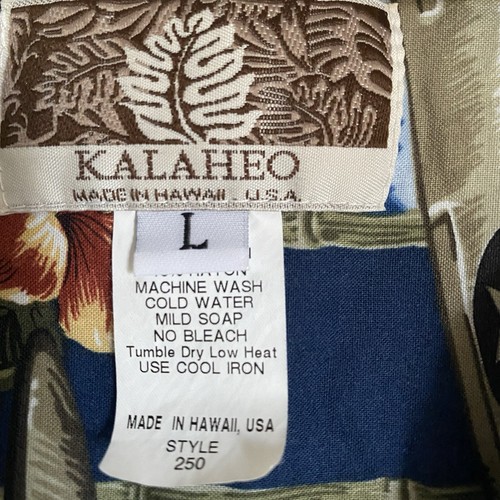 KALAHEO
MADE IN HAWAII, U.S.A.
L
MACHINE WASH
COLD WATER
MILD SOAP
NO BLEACH
Tumble Dry Low Heat
USE COOL IRON
MADE IN HAWAII, USA
STYLE
250